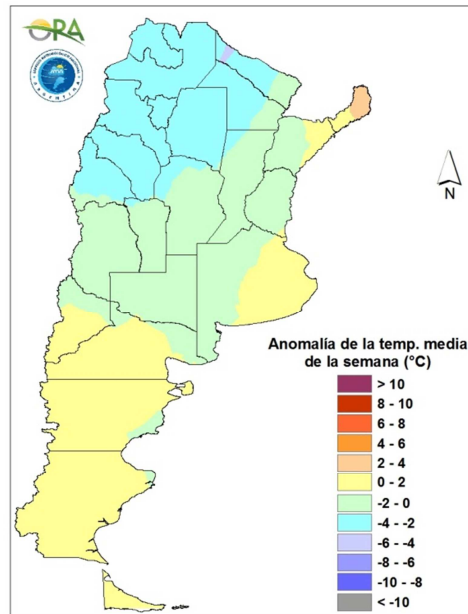 ORA
N
Anomalía de la temp. media
de la semana (°C)
> 10
8 - 10
6 - 8
4 - 6
2 - 4
0 - 2
-2 - 0
-4 - -2
-6 - -4
-8 - -6
-10 - -8
< -10